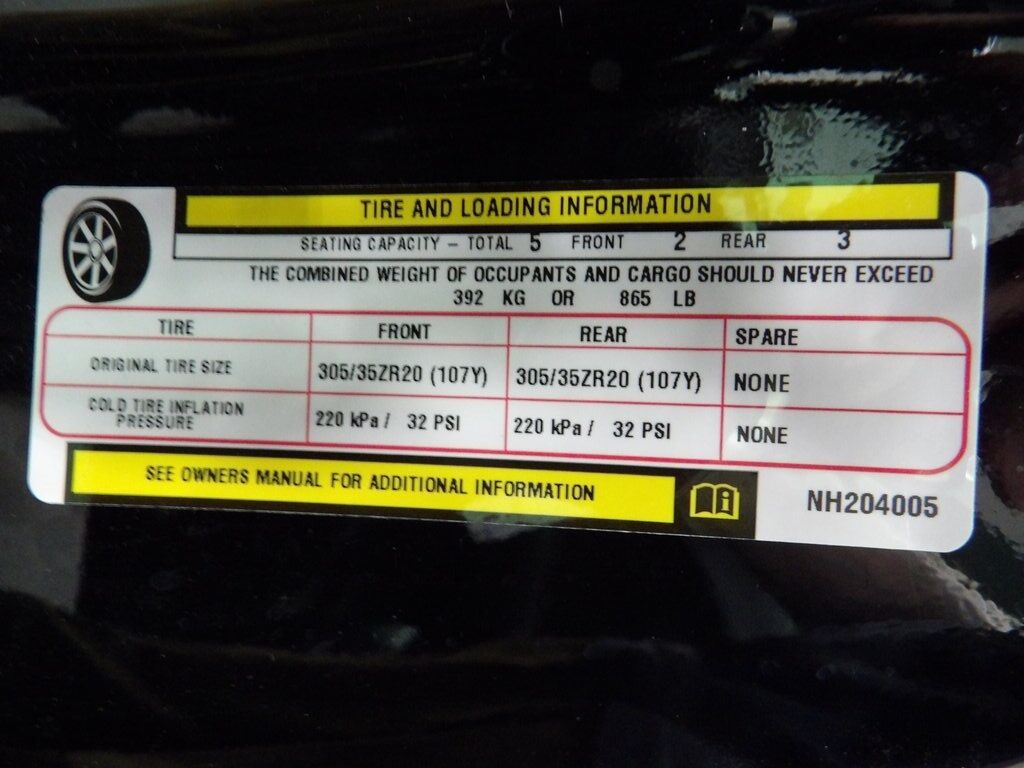 TIRE AND LOADING INFORMATION
SEATING CAPACITY – TOTAL 5 FRONT 2 REAR 3
THE COMBINED WEIGHT OF OCCUPANTS AND CARGO SHOULD NEVER EXCEED
392 KG OR 865 LB
TIRE FRONT REAR SPARE
ORIGINAL TIRE SIZE 305/35ZR20 (107Y) 305/35ZR20 (107Y) NONE
COLD TIRE INFLATION
PRESSURE 220 kPa / 32 PSI 220 kPa / 32 PSI NONE
SEE OWNERS MANUAL FOR ADDITIONAL INFORMATION
NH204005